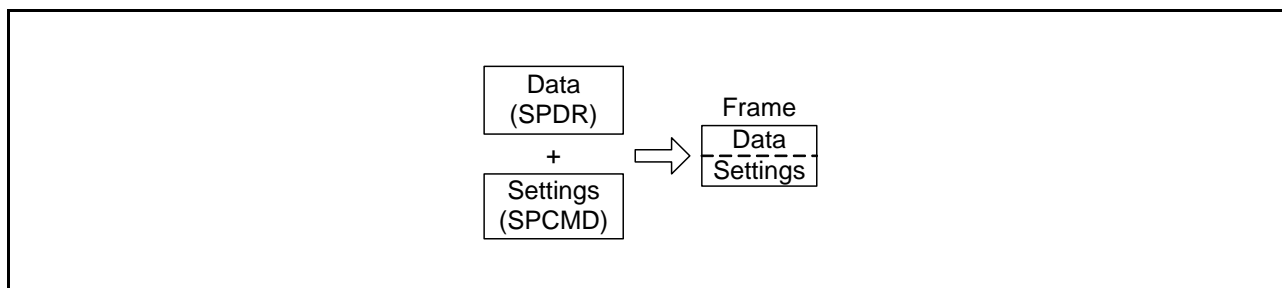 Data
(SPDR)
+
Settings
(SPCMD)
Frame
Data
Settings